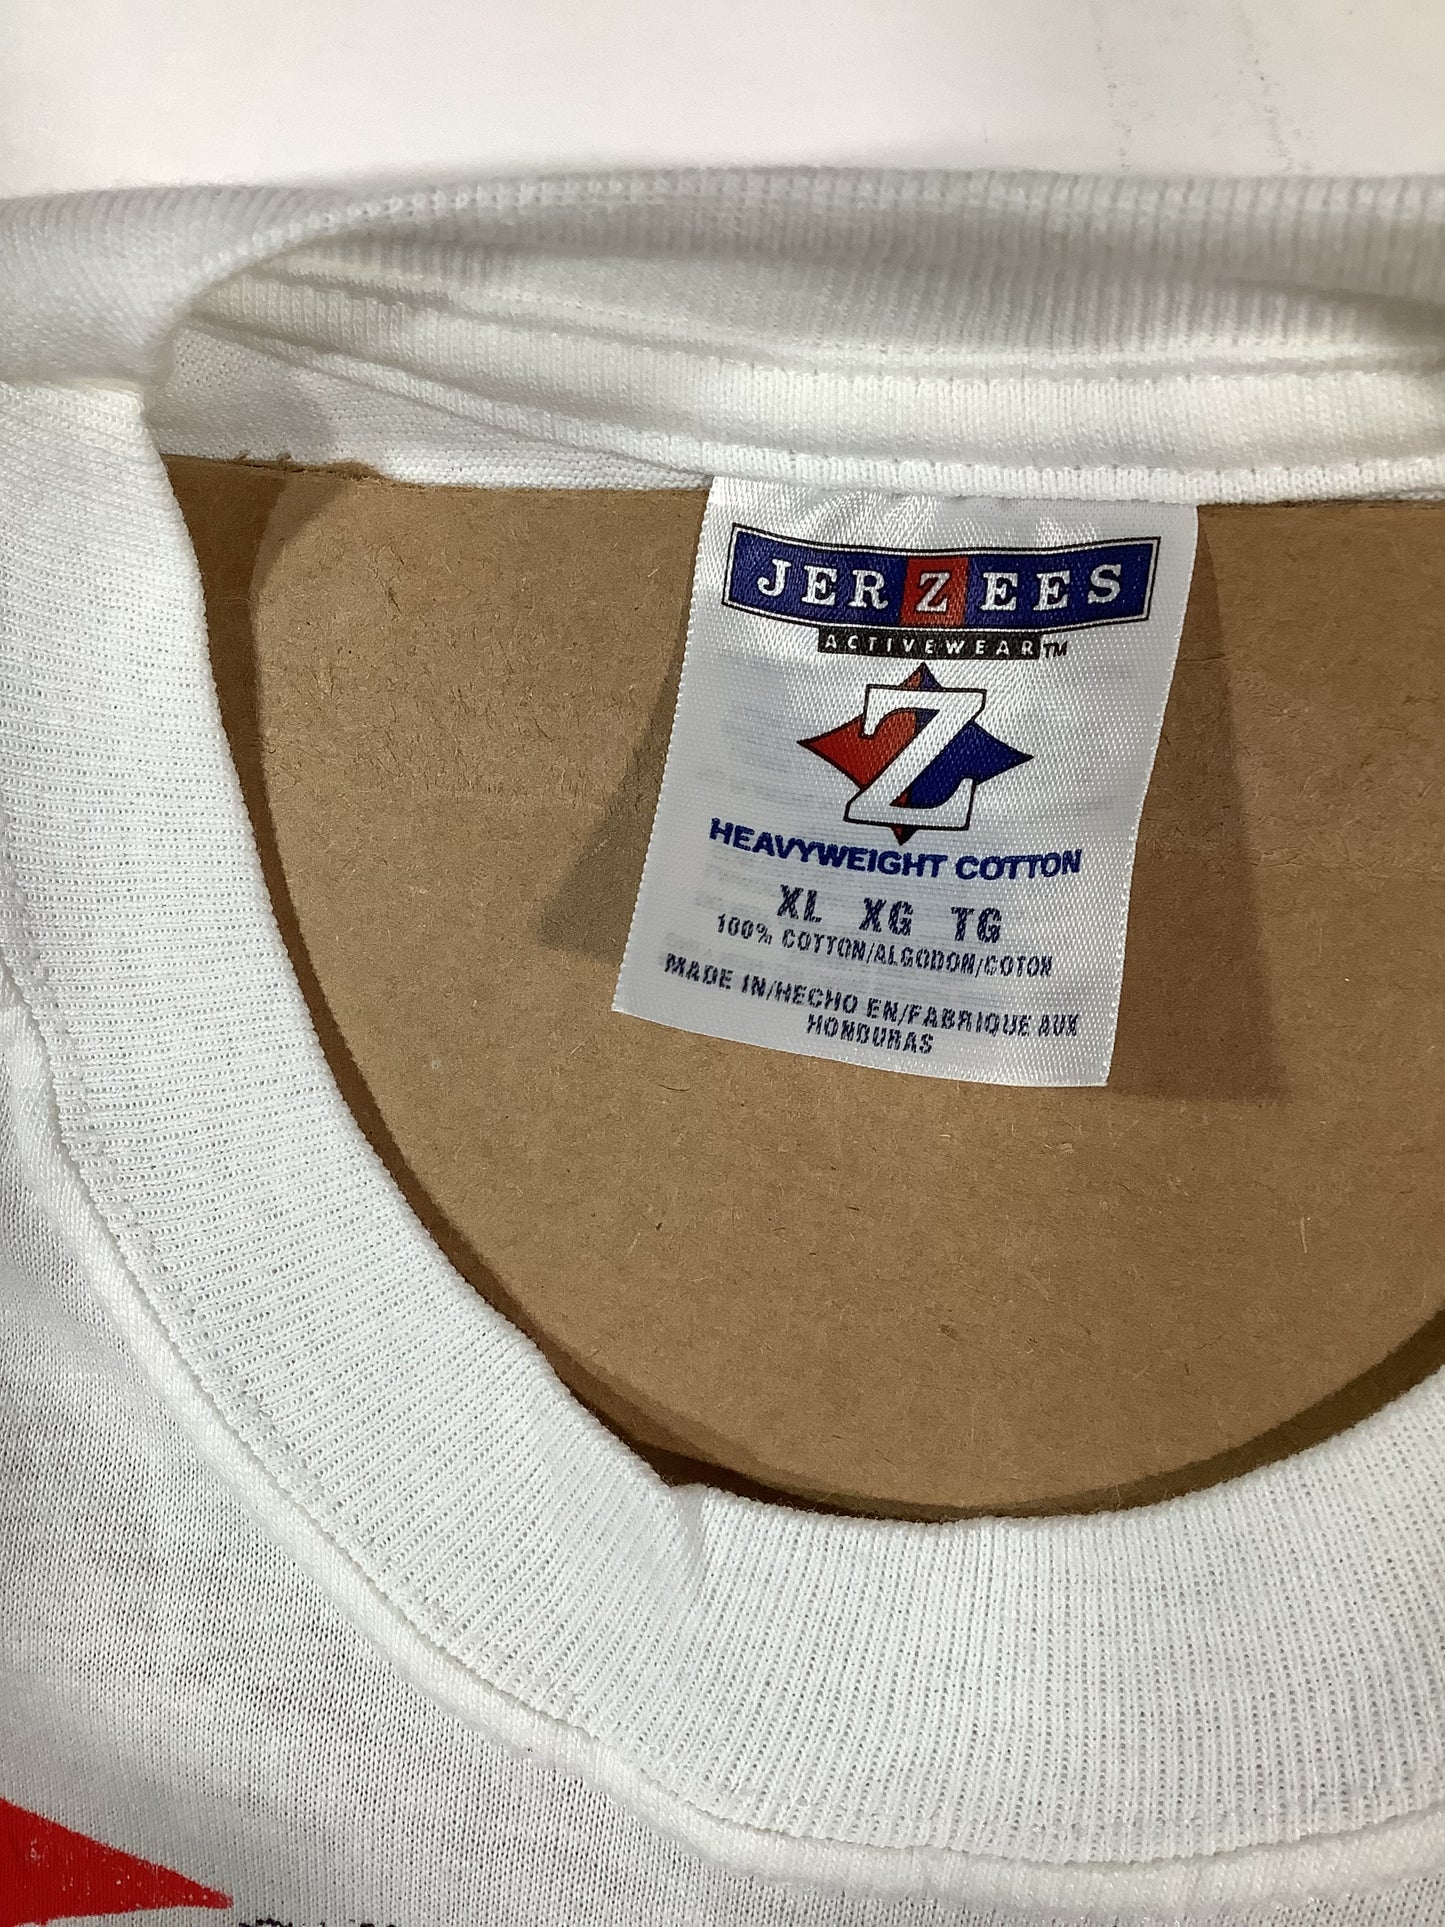 JERZEES
ACTIVEWEAR™
Z
HEAVYWEIGHT COTTON
XL XG TG
100% COTTON/ALGODON/COTON
MADE IN/HECHO EN/FABRIQUE AUX
HONDURAS